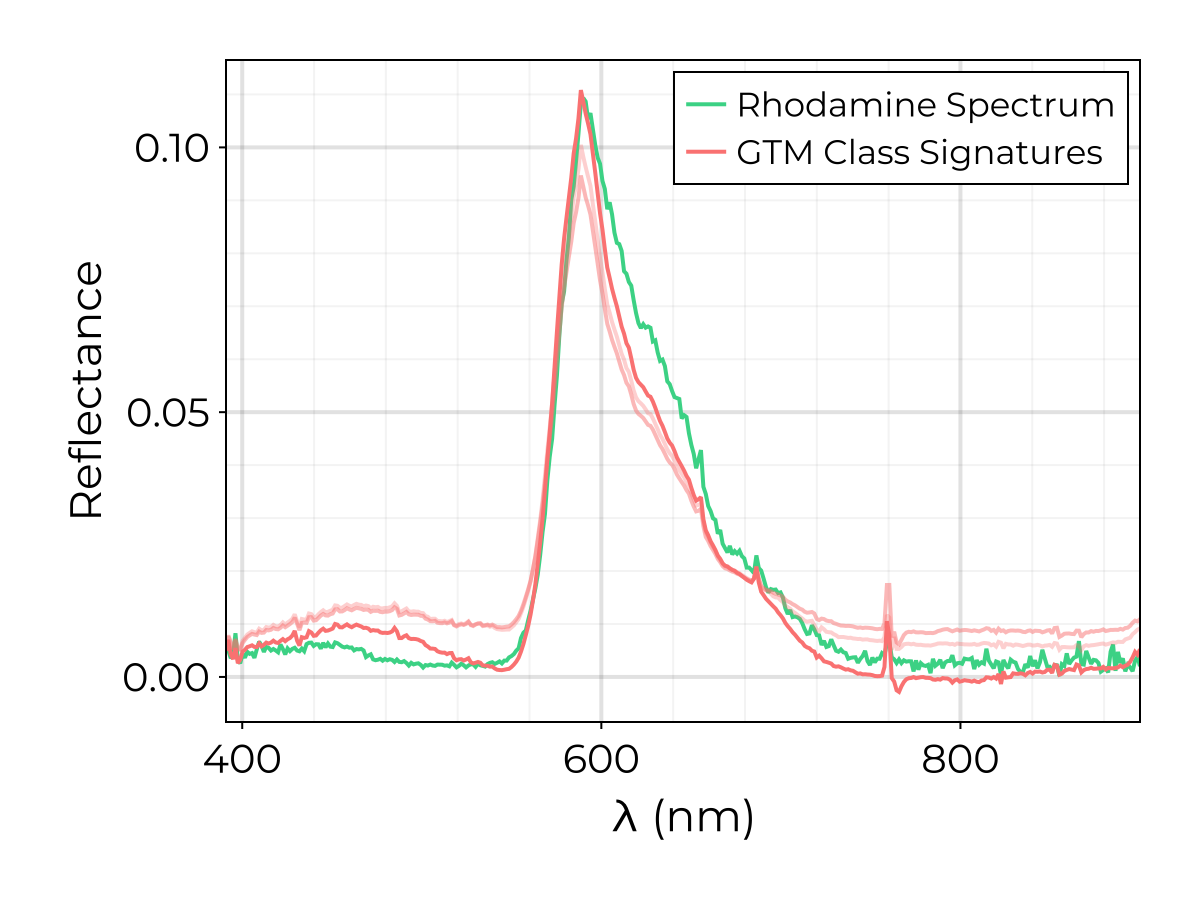 Rhodamine Spectrum
GTM Class Signatures
0.10
0.05
0.00
Reflectance
400 600 800
λ (nm)